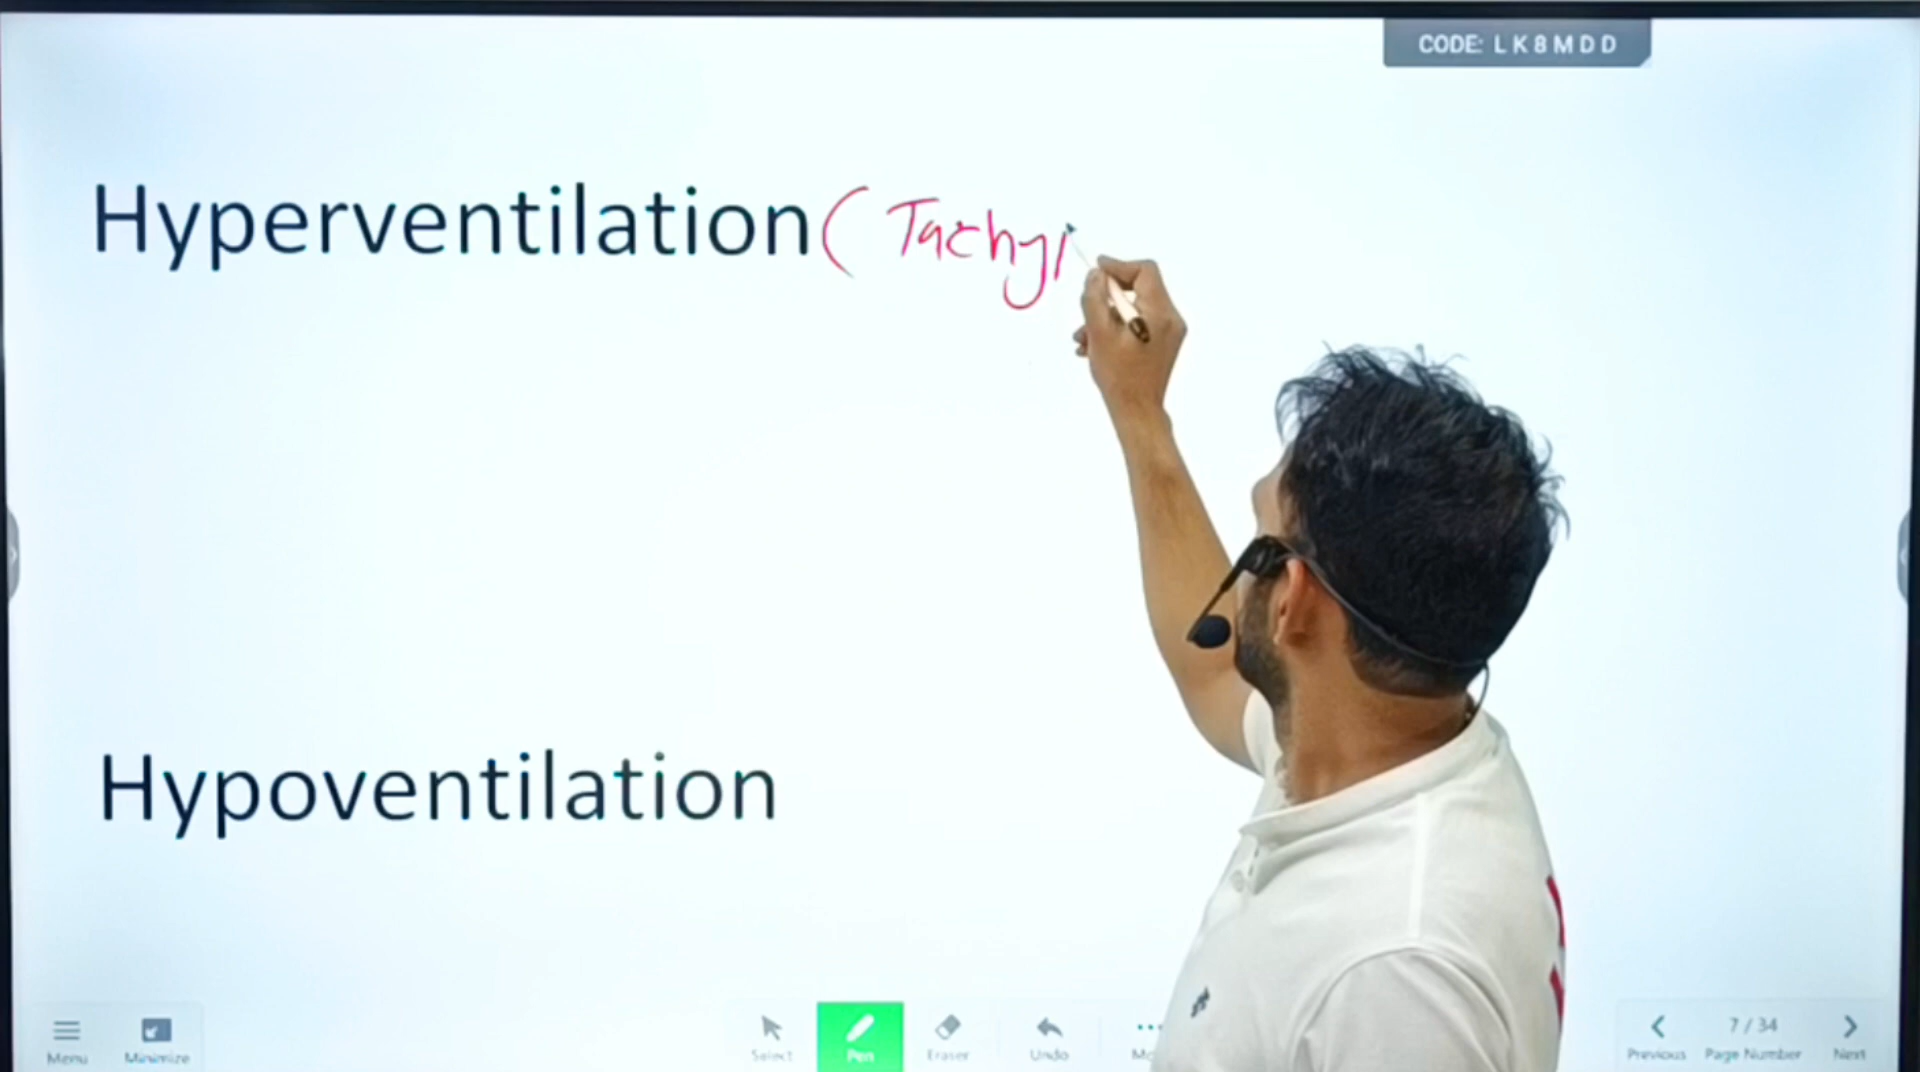 CODE: LK8MDD
Hyperventilation ( Tachy
Hypoventilation
Menu
Minimize
Select
Pen
Eraser
Undo
7 / 34
Previous
Page Number
Next